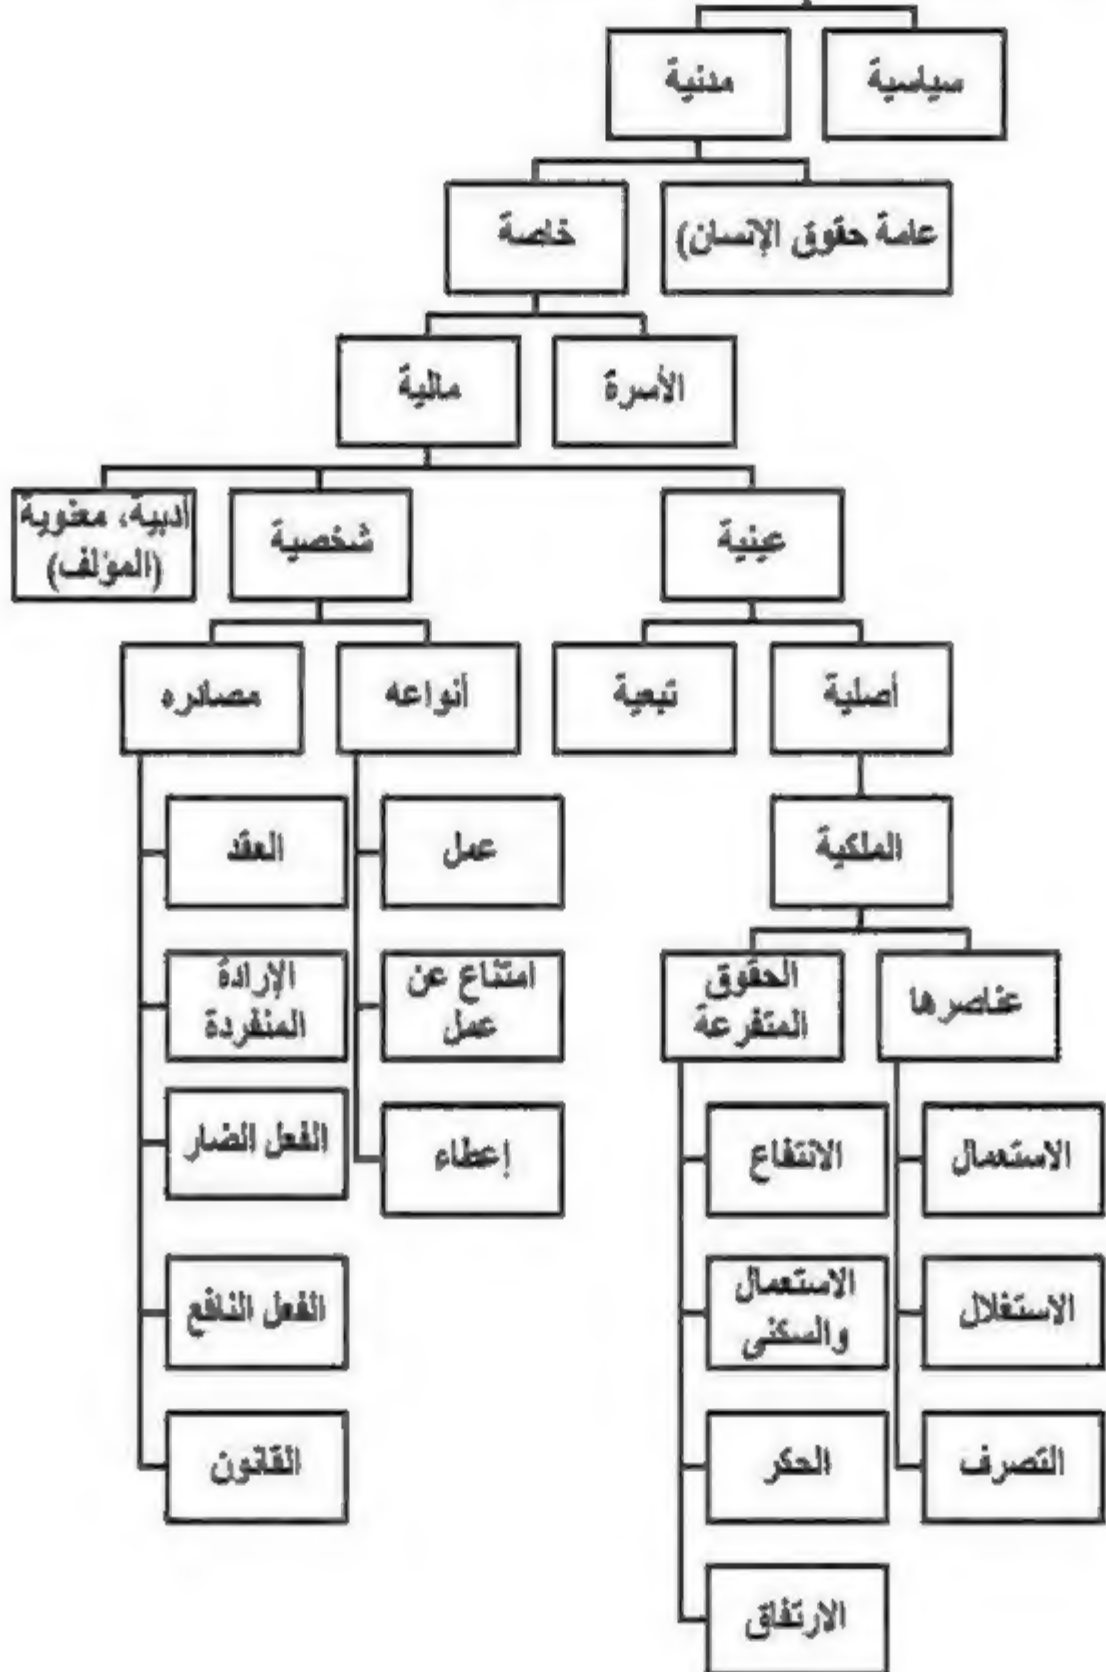 سياسية
مدنية
عامة حقوق الإنسان)
خاصة
الأسرة
مالية
عينية
شخصية
أدبية، معنوية
(المؤلف)
أصلية
تبعية
أنواعه
مصادره
الملكية
عمل
العقد
عناصرها
الحقوق
المتفرعة
امتناع عن
عمل
الإرادة
المنفردة
الاستعمال
الانتفاع
إعطاء
الفعل الضار
الاستغلال
الاستعمال
والسكنى
الفعل النافع
التصرف
الحكر
القانون
الارتفاق